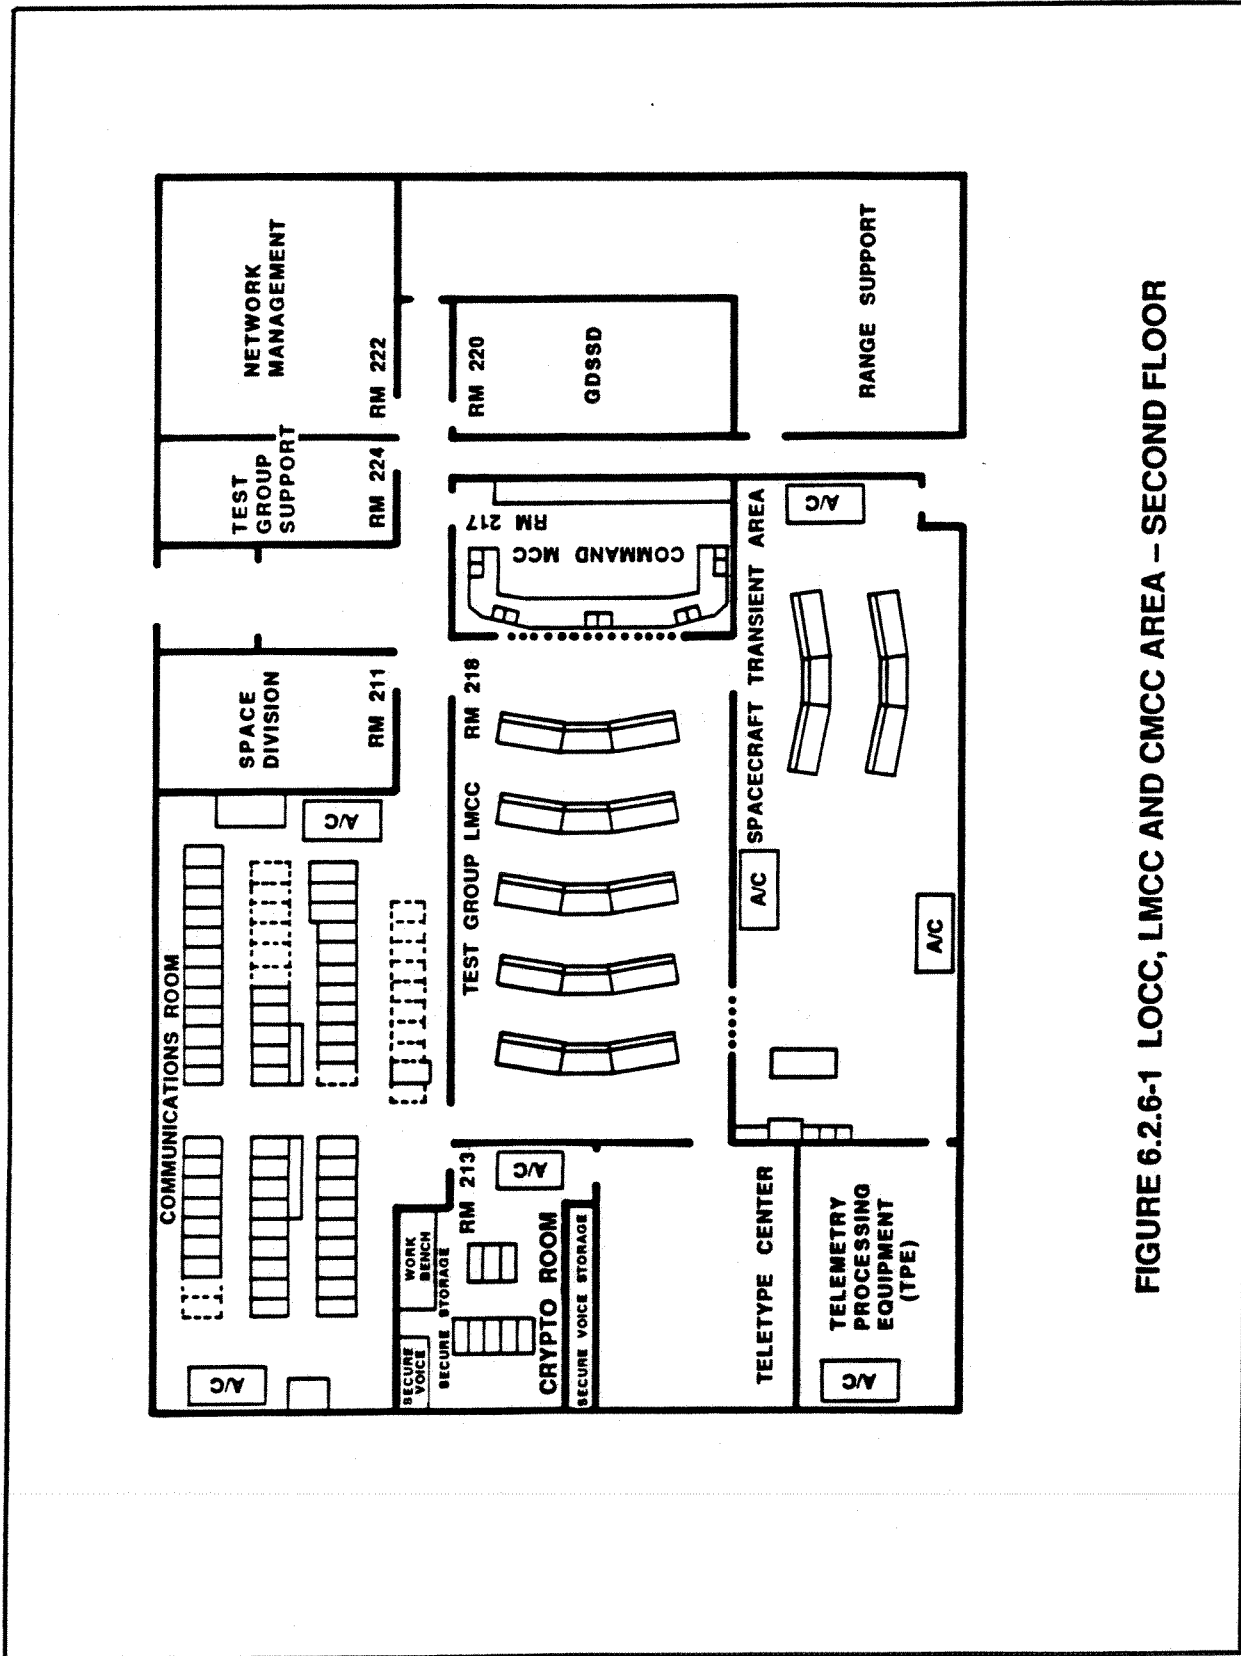 COMMUNICATIONS ROOM
A/C
A/C
SPACE
DIVISION
RM 211
TEST
GROUP
SUPPORT
RM 224
NETWORK
MANAGEMENT
RM 222
SECURE
VOICE
WORK
BENCH
SECURE STORAGE
RM 213
A/C
CRYPTO ROOM
SECURE VOICE STORAGE
TEST GROUP LMCC
RM 218
COMMAND MCC
RM 217
RM 220
GDSSD
TELETYPE CENTER
A/C
SPACECRAFT TRANSIENT AREA
A/C
A/C
TELEMETRY
PROCESSING
EQUIPMENT
(TPE)
A/C
RANGE SUPPORT
FIGURE 6.2.6-1 LOCC, LMCC AND CMCC AREA – SECOND FLOOR